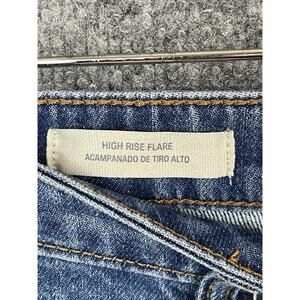 HIGH RISE FLARE
ACAMPANADO DE TIRO ALTO